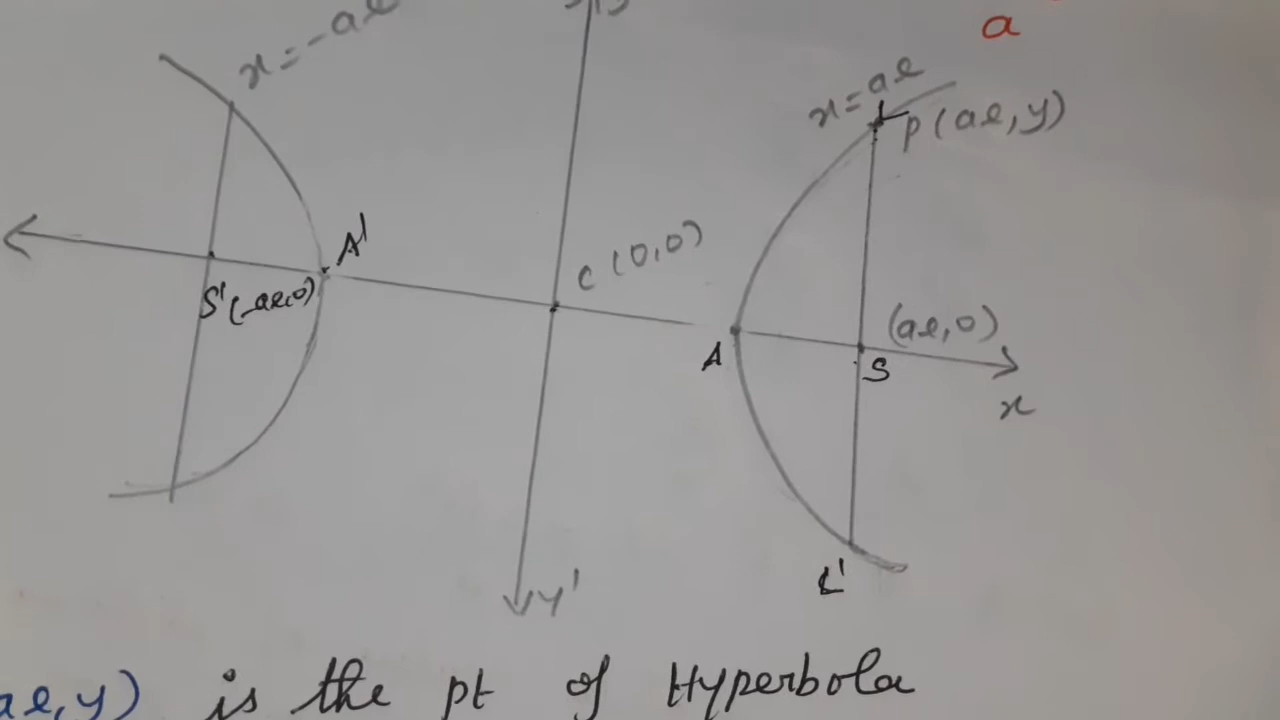 a
x=-ae
x=ae
P(ae,y)
A'
C(0,0)
S'(-ae,0)
(ae,0)
A
S
x
L'
y'
ae,y) is the pt of Hyperbola